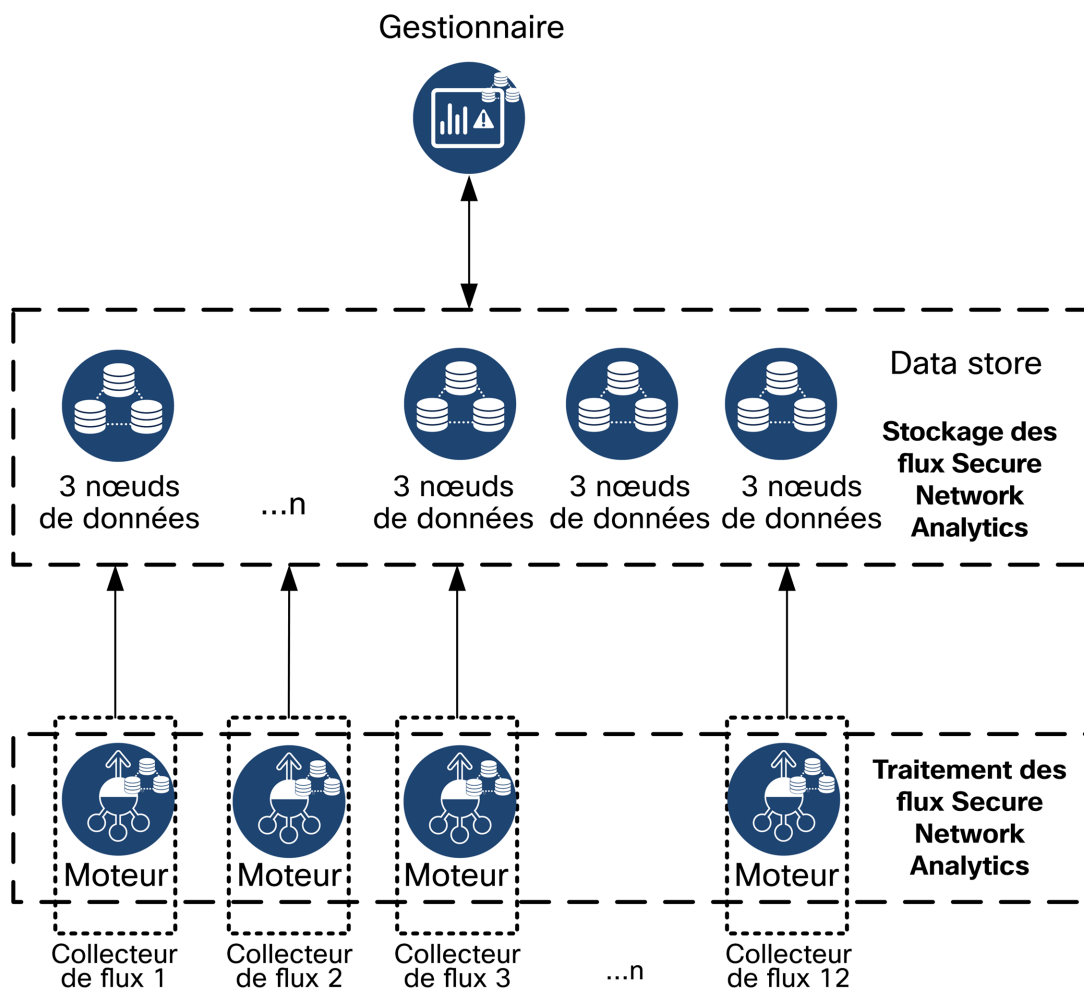 Gestionnaire
Data store
Stockage des
flux Secure
Network
Analytics
3 nœuds
de données
...n
3 nœuds
de données
3 nœuds
de données
3 nœuds
de données
Traitement des
flux Secure
Network
Analytics
Moteur
Moteur
Moteur
Moteur
Collecteur
de flux 1
Collecteur
de flux 2
Collecteur
de flux 3
...n
Collecteur
de flux 12